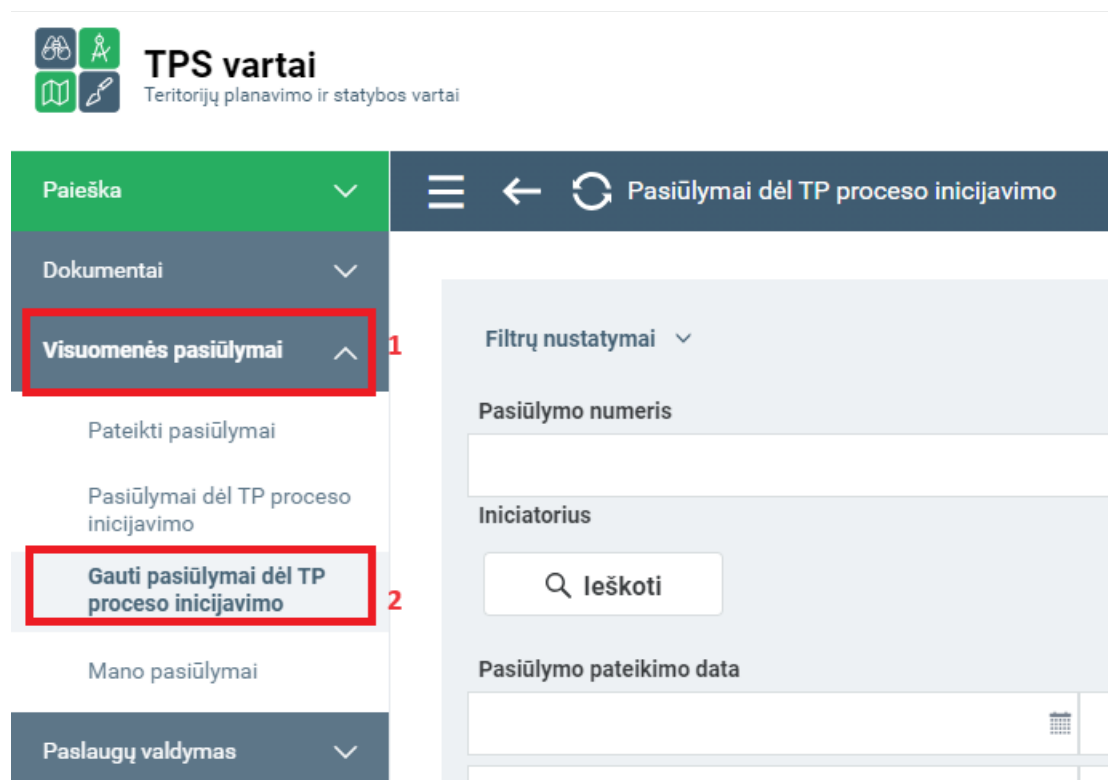 TPS vartai
Teritorijų planavimo ir statybos vartai
Paieška
Pasiūlymai dėl TP proceso inicijavimo
Dokumentai
Visuomenės pasiūlymai
1
Pateikti pasiūlymai
Pasiūlymai dėl TP proceso
inicijavimo
Gauti pasiūlymai dėl TP
proceso inicijavimo
2
Mano pasiūlymai
Paslaugų valdymas
Filtrų nustatymai
Pasiūlymo numeris
Iniciatorius
Ieškoti
Pasiūlymo pateikimo data